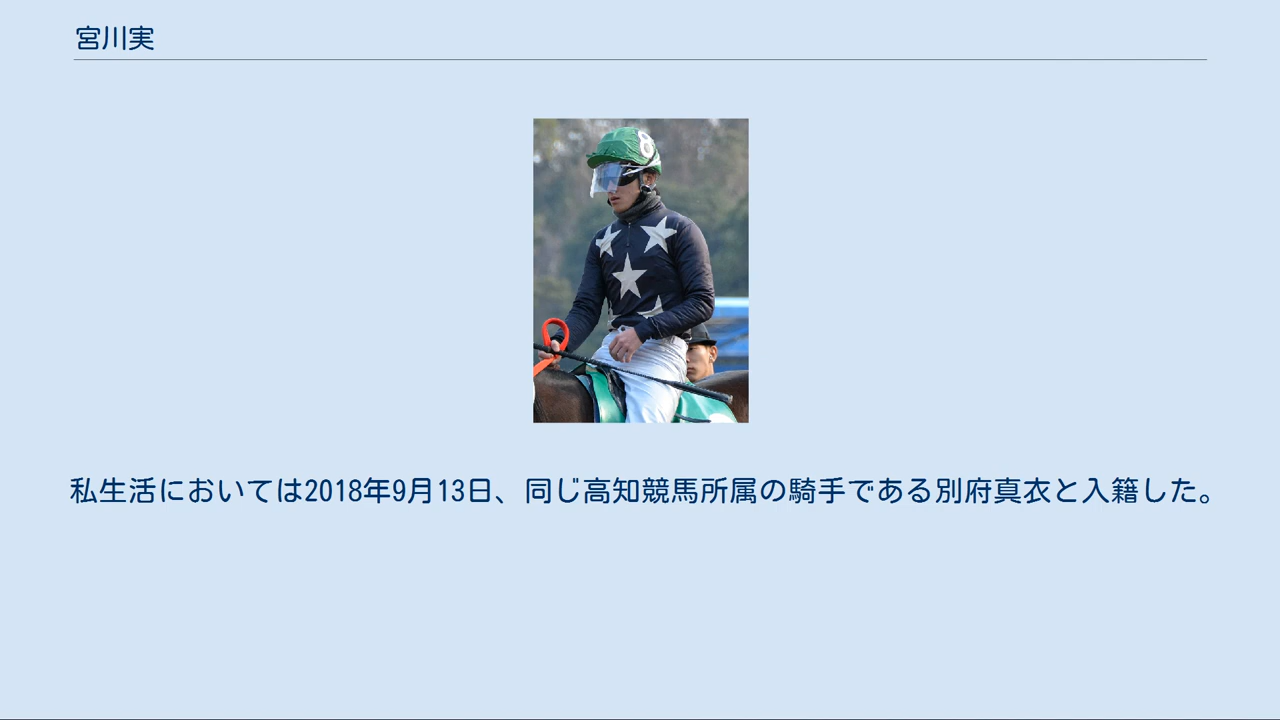 宮川実
8
私生活においては2018年9月13日、同じ高知競馬所属の騎手である別府真衣と入籍した。